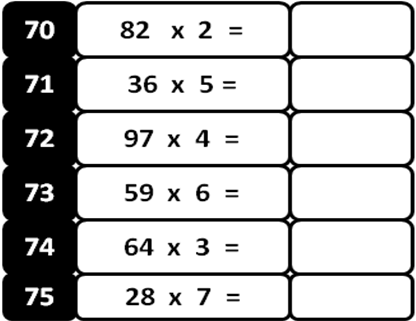 70 82 x 2 =
71 36 x 5 =
72 97 x 4 =
73 59 x 6 =
74 64 x 3 =
75 28 x 7 =